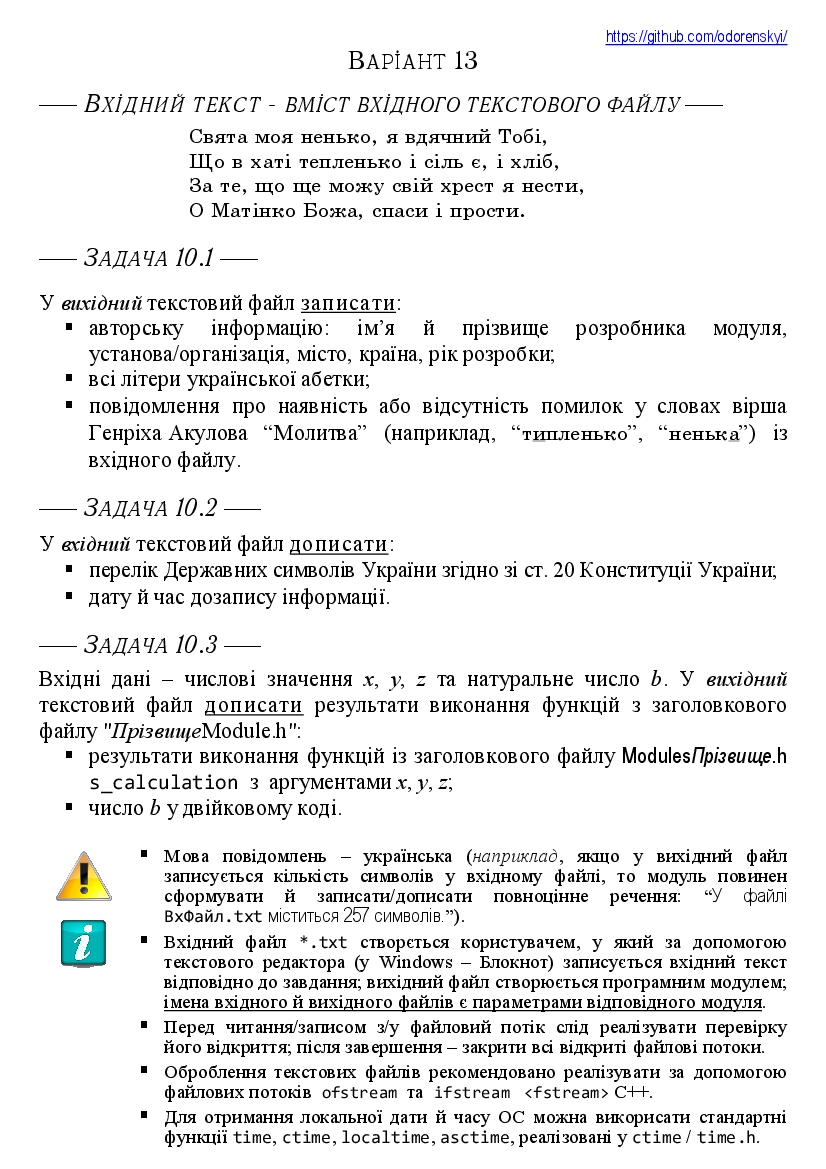 https://github.com/odorenskyi/
ВАРІАНТ 13
—— ВХІДНИЙ ТЕКСТ - ВМІСТ ВХІДНОГО ТЕКСТОВОГО ФАЙЛУ ——
Свята моя ненько, я вдячний Тобі,
Що в хаті тепленько і сіль є, і хліб,
За те, що ще можу свій хрест я нести,
О Матінко Божа, спаси і прости.
—— ЗАДАЧА 10.1 ——
У вихідний текстовий файл записати:
▪ авторську інформацію: ім’я й прізвище розробника модуля,
установа/організація, місто, країна, рік розробки;
▪ всі літери української абетки;
▪ повідомлення про наявність або відсутність помилок у словах вірша
Генріха Акулова “Молитва” (наприклад, “типленько”, “ненька”) із
вхідного файлу.
—— ЗАДАЧА 10.2 ——
У вхідний текстовий файл дописати:
▪ перелік Державних символів України згідно зі ст. 20 Конституції України;
▪ дату й час дозапису інформації.
—— ЗАДАЧА 10.3 ——
Вхідні дані – числові значення x, y, z та натуральне число b. У вихідний
текстовий файл дописати результати виконання функцій з заголовкового
файлу "ПрізвищеModule.h":
▪ результати виконання функцій із заголовкового файлу ModulesПрізвище.h
s_calculation з аргументами x, y, z;
▪ число b у двійковому коді.
▪ Мова повідомлень – українська (наприклад, якщо у вихідний файл
записується кількість символів у вхідному файлі, то модуль повинен
сформувати й записати/дописати повноцінне речення: “У файлі
ВхФайл.txt міститься 257 символів.”).
▪ Вхідний файл *.txt створється користувачем, у який за допомогою
текстового редактора (у Windows – Блокнот) записується вхідний текст
відповідно до завдання; вихідний файл створюється програмним модулем;
імена вхідного й вихідного файлів є параметрами відповідного модуля.
▪ Перед читання/записом з/у файловий потік слід реалізувати перевірку
його відкриття; після завершення – закрити всі відкриті файлові потоки.
▪ Оброблення текстових файлів рекомендовано реалізувати за допомогою
файлових потоків ofstream та ifstream <fstream> C++.
▪ Для отримання локальної дати й часу ОС можна викорисати стандартні
функції time, ctime, localtime, asctime, реалізовані у ctime / time.h.